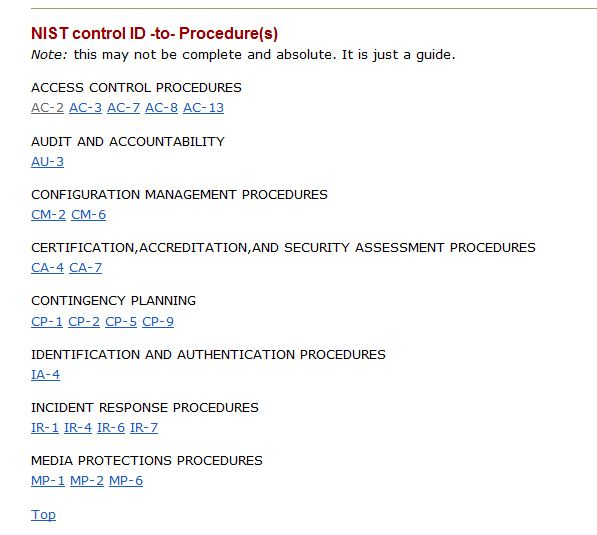 NIST control ID -to- Procedure(s)
Note: this may not be complete and absolute. It is just a guide.
ACCESS CONTROL PROCEDURES
AC-2 AC-3 AC-7 AC-8 AC-13
AUDIT AND ACCOUNTABILITY
AU-3
CONFIGURATION MANAGEMENT PROCEDURES
CM-2 CM-6
CERTIFICATION,ACCREDITATION,AND SECURITY ASSESSMENT PROCEDURES
CA-4 CA-7
CONTINGENCY PLANNING
CP-1 CP-2 CP-5 CP-9
IDENTIFICATION AND AUTHENTICATION PROCEDURES
IA-4
INCIDENT RESPONSE PROCEDURES
IR-1 IR-4 IR-6 IR-7
MEDIA PROTECTIONS PROCEDURES
MP-1 MP-2 MP-6
Top